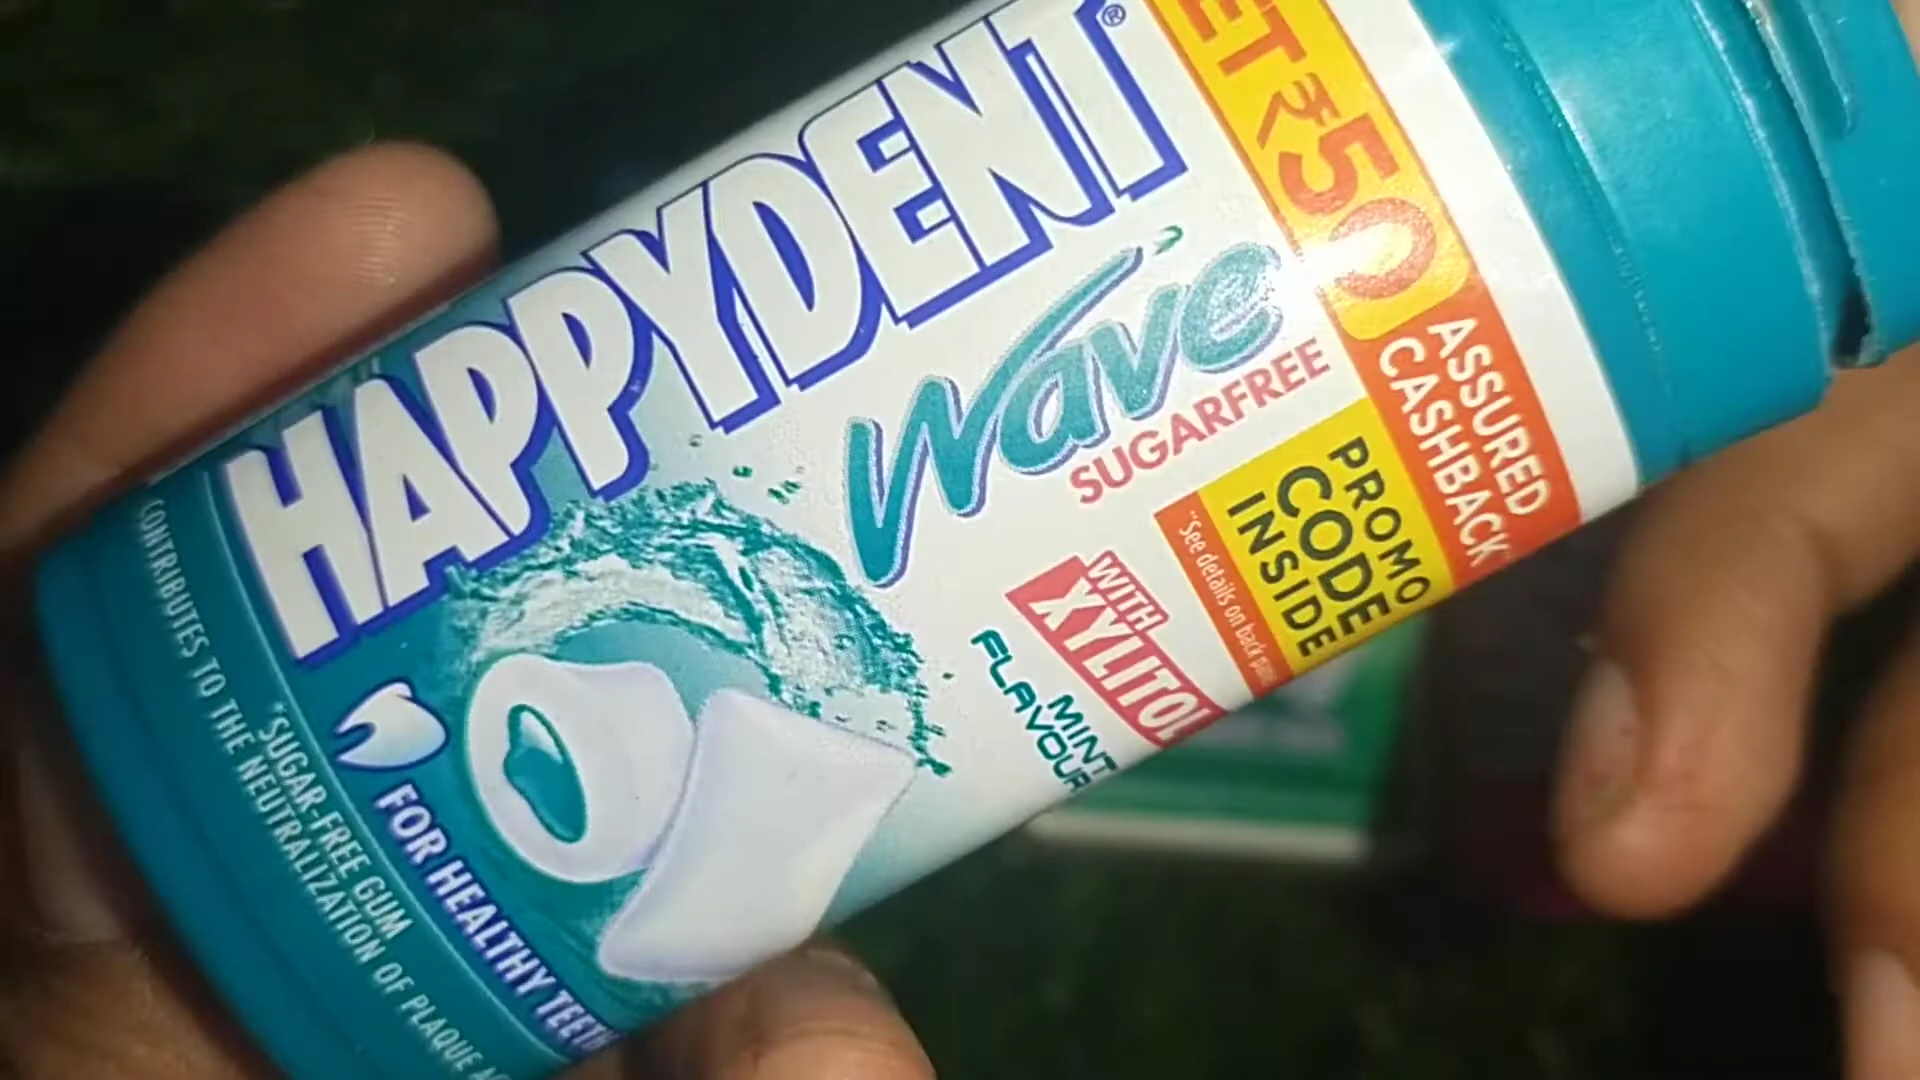 HAPPYDENT®
wave
SUGARFREE
WITH
XYLITOL
MINT
FLAVOUR
FOR HEALTHY TEETH
*SUGAR-FREE GUM
CONTRIBUTES TO THE NEUTRALIZATION OF PLAQUE
₹50
ASSURED
CASHBACK
PROMO
CODE
INSIDE
*See details on back